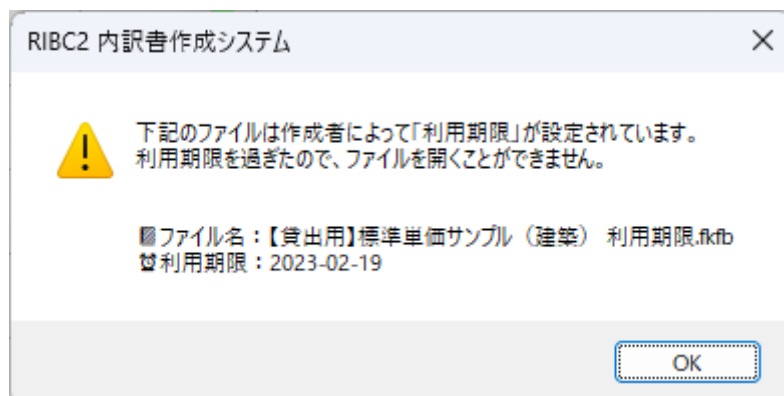 RIBC2 内訳書作成システム
下記のファイルは作成者によって「利用期限」が設定されています。
利用期限を過ぎたので、ファイルを開くことができません。
📓ファイル名：【貸出用】標準単価サンプル（建築） 利用期限.fkfb
⏰利用期限：2023-02-19
OK